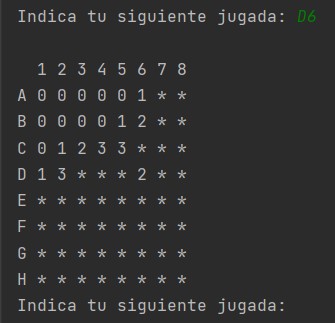 Indica tu siguiente jugada: D6
1 2 3 4 5 6 7 8
A 0 0 0 0 0 1 * *
B 0 0 0 0 1 2 * *
C 0 1 2 3 3 * * *
D 1 3 * * * 2 * *
E * * * * * * * *
F * * * * * * * *
G * * * * * * * *
H * * * * * * * *
Indica tu siguiente jugada: